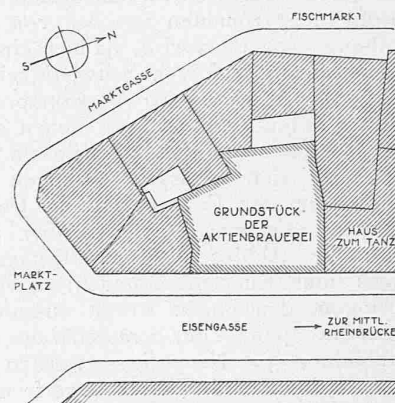 FISCHMARKT
N
S
MARKTGASSE
GRUNDSTÜCK
DER
AKTIENBRAUEREI
HAUS
ZUM TANZ
MARKT-
PLATZ
EISENGASSE
ZUR MITTL.
RHEINBRÜCKE